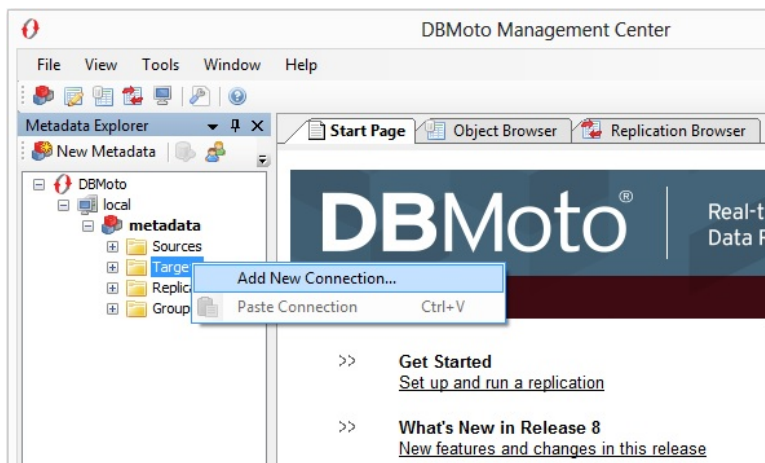 DBMoto Management Center
File View Tools Window Help
Metadata Explorer
Start Page Object Browser Replication Browser
New Metadata
DBMoto
local
metadata
Sources
Add New Connection...
Paste Connection Ctrl+V
Group
DBMoto®
Real-t
Data
>> Get Started
Set up and run a replication
>> What's New in Release 8
New features and changes in this release